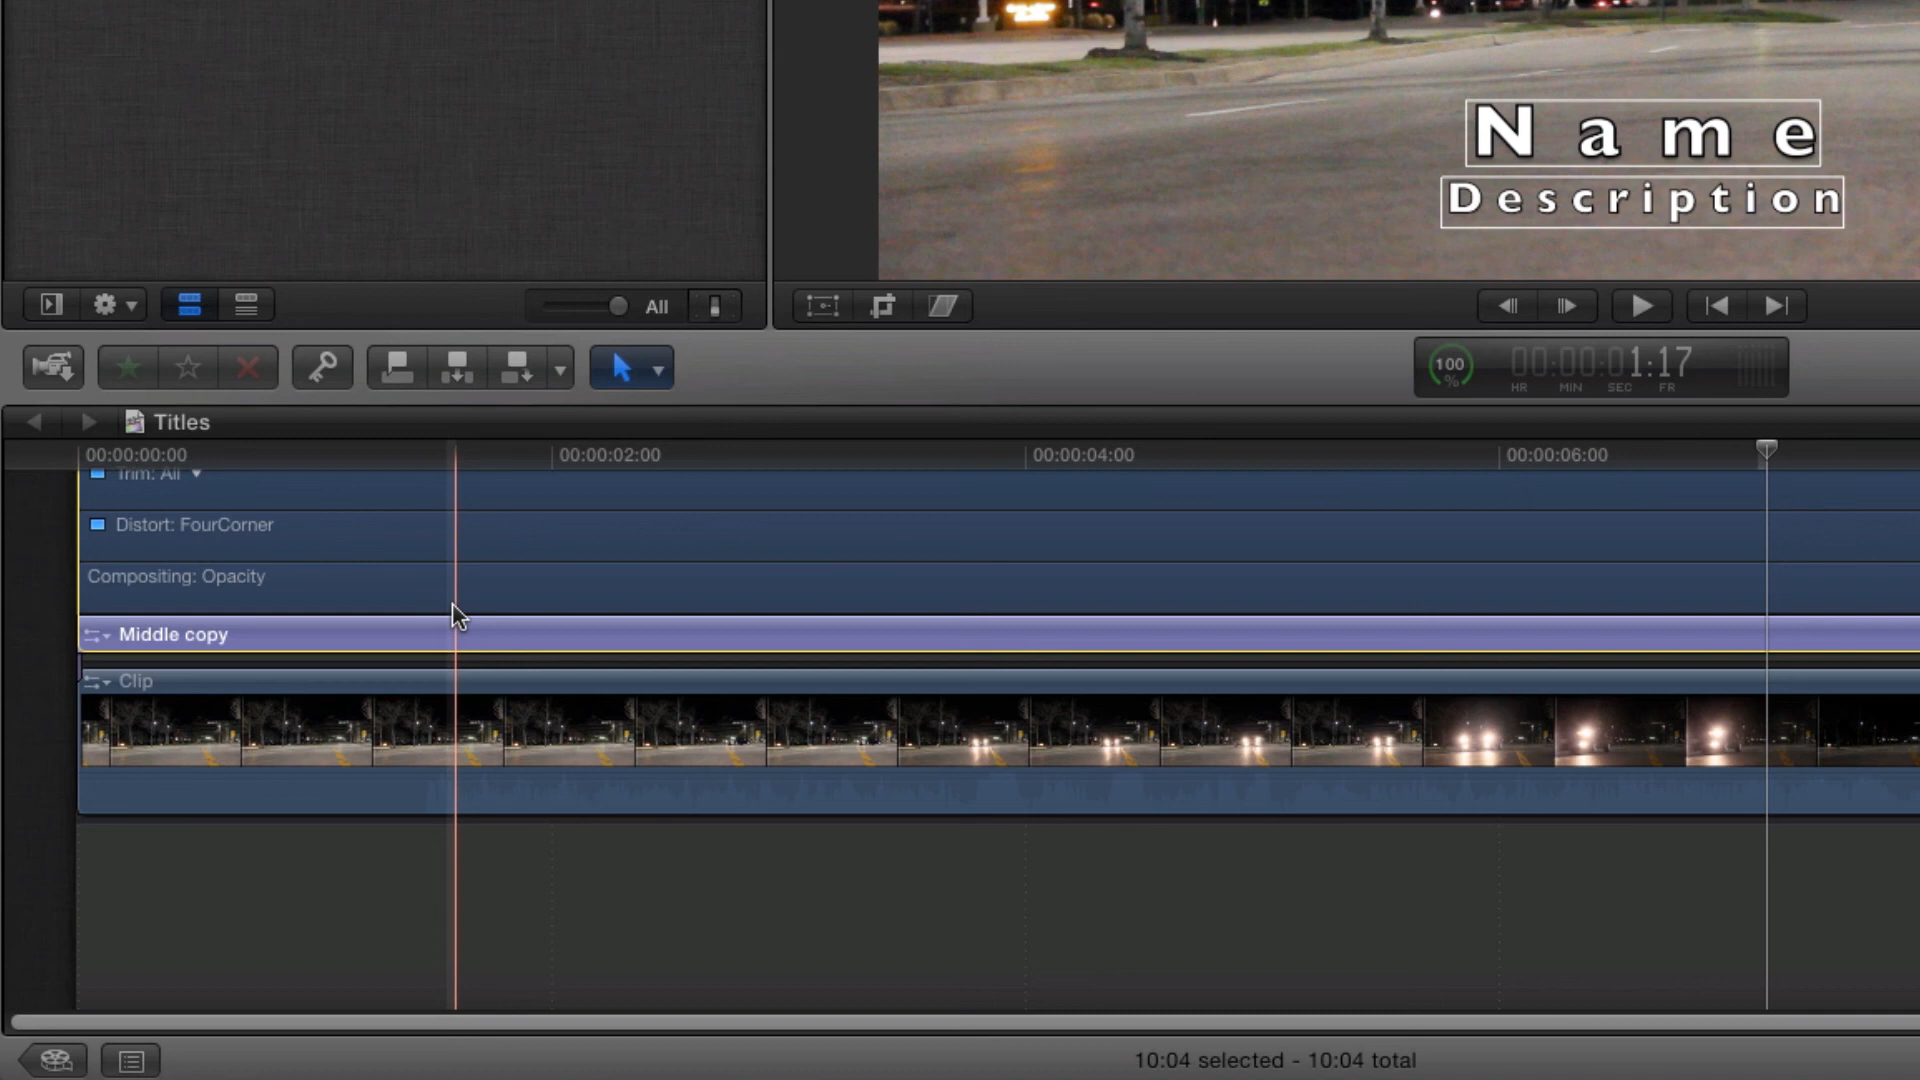 N a m e
Description
All
100
%
00:00:01:17
HR MIN SEC FR
Titles
00:00:00:00
00:00:02:00
00:00:04:00
00:00:06:00
Trim: All
Distort: FourCorner
Compositing: Opacity
Middle copy
Clip
10:04 selected - 10:04 total